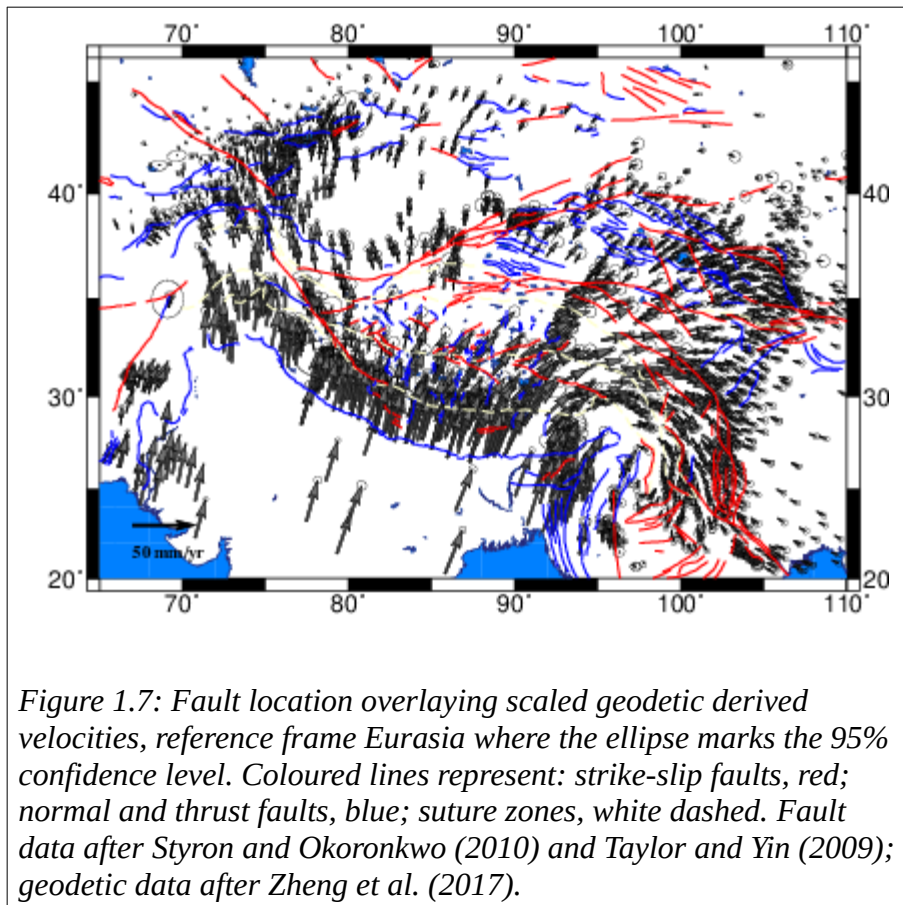 70° 80° 90° 100° 110°
40° 40
30° 30
50 mm/yr
20° 20
70° 80° 90° 100° 110°
Figure 1.7: Fault location overlaying scaled geodetic derived
velocities, reference frame Eurasia where the ellipse marks the 95%
confidence level. Coloured lines represent: strike-slip faults, red;
normal and thrust faults, blue; suture zones, white dashed. Fault
data after Styron and Okoronkwo (2010) and Taylor and Yin (2009);
geodetic data after Zheng et al. (2017).